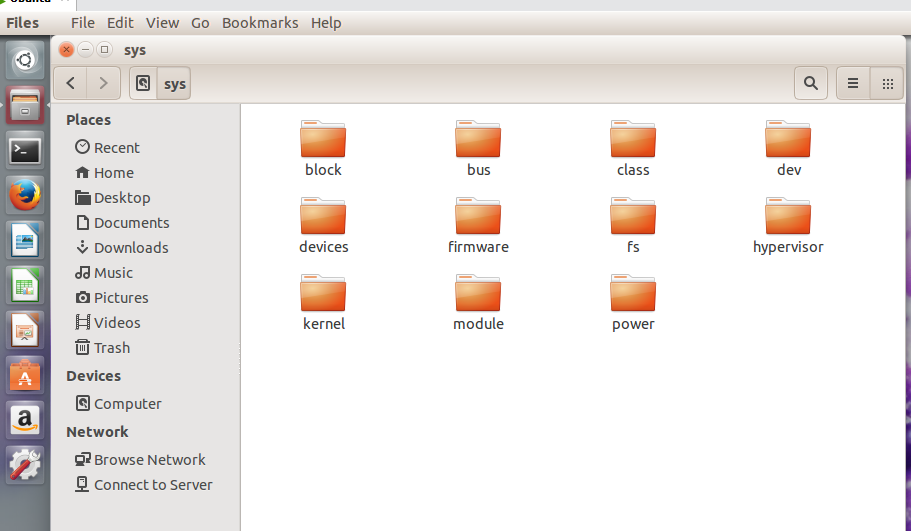 Ubuntu
Files File Edit View Go Bookmarks Help
sys
sys
Places
Recent
Home
Desktop
Documents
Downloads
Music
Pictures
Videos
Trash
Devices
Computer
Network
Browse Network
Connect to Server
block bus class dev
devices firmware fs hypervisor
kernel module power